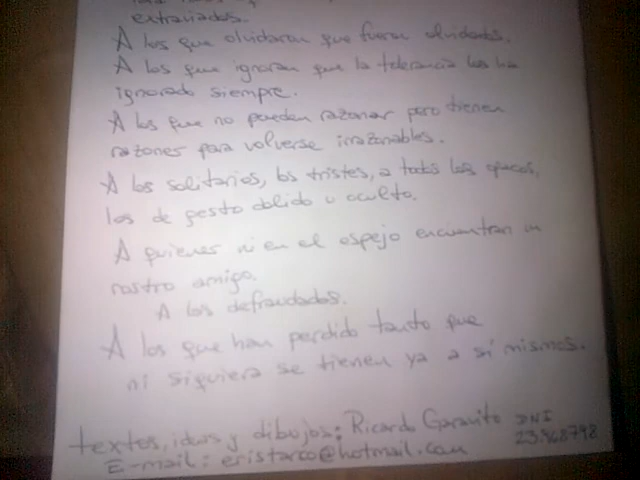 extraviados.
A los que olvidaron que fueron olvidados.
A los que ignoran que la tolerancia los ha
ignorado siempre.
A los que no pueden razonar pero tienen
razones para volverse irrazonables.
A los solitarios, los tristes, a todos los opacos,
los de gesto dolido u oculto.
A quienes ni en el espejo encuentran un
rostro amigo.
A los defraudados.
A los que han perdido tanto que
ni siquiera se tienen ya a sí mismos.
textos, ideas y dibujos: Ricardo Garavito DNI
E-mail: eristarco@hotmail.com